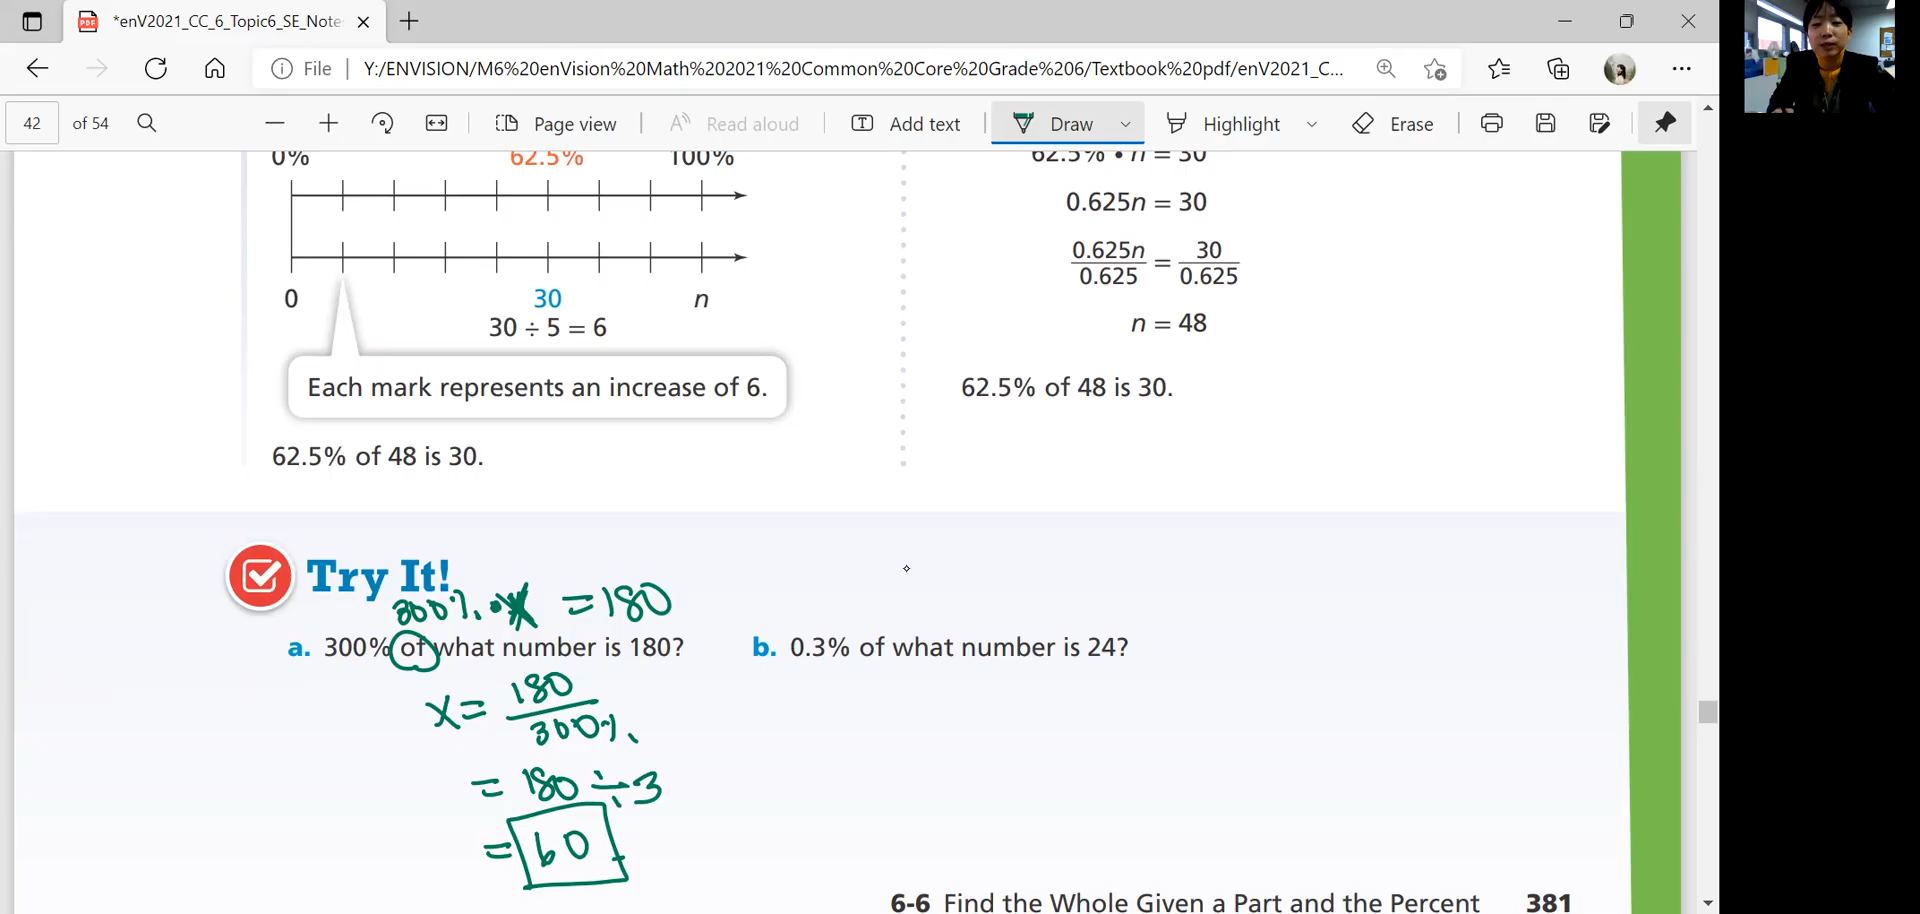 *enV2021_CC_6_Topic6_SE_Note
File
Y:/ENVISION/M6%20enVision%20Math%202021%20Common%20Core%20Grade%206/Textbook%20pdf/enV2021_C...
42 of 54
Page view
Read aloud
Add text
Draw
Highlight
Erase
0% 62.5% 100%
0 30 n
30 ÷ 5 = 6
Each mark represents an increase of 6.
62.5% of 48 is 30.
62.5% • n = 30
0.625n = 30
0.625n/0.625 = 30/0.625
n = 48
62.5% of 48 is 30.
Try It!
300% • x = 180
a. 300% of what number is 180?
x = 180/300%
= 180 ÷ 3
= 60
b. 0.3% of what number is 24?
6-6 Find the Whole Given a Part and the Percent 381